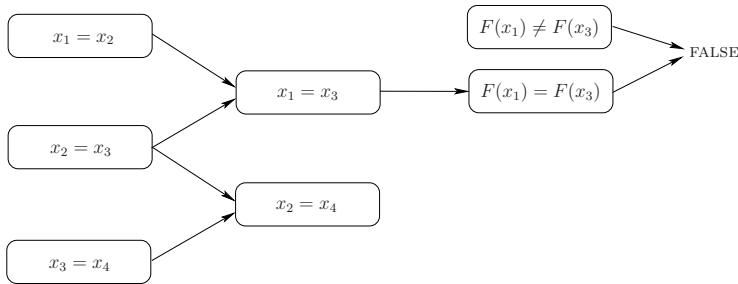 x₁ = x₂
x₂ = x₃
x₃ = x₄
x₁ = x₃
x₂ = x₄
F(x₁) ≠ F(x₃)
F(x₁) = F(x₃)
FALSE